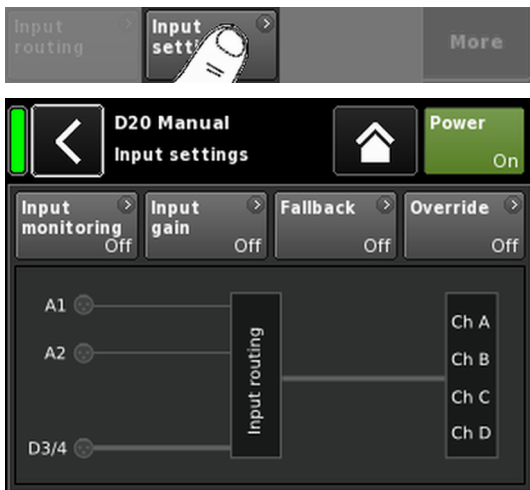 Input
routing
Input
More
D20 Manual
Input settings
Power
On
Input
monitoring
Off
Input
gain
Off
Fallback
Off
Override
Off
A1
A2
D3/4
Input routing
Ch A
Ch B
Ch C
Ch D